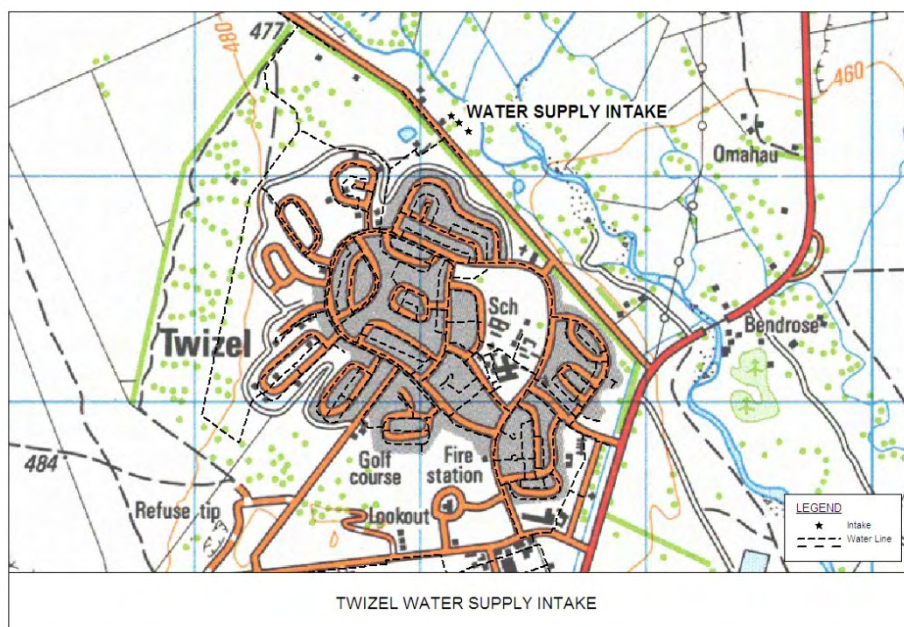 477
480
460
WATER SUPPLY INTAKE
Omahau
Sch
Twizel
Bendrose
484
Golf
course
Fire
station
Refuse tip
Lookout
LEGEND
Intake
Water Line
TWIZEL WATER SUPPLY INTAKE